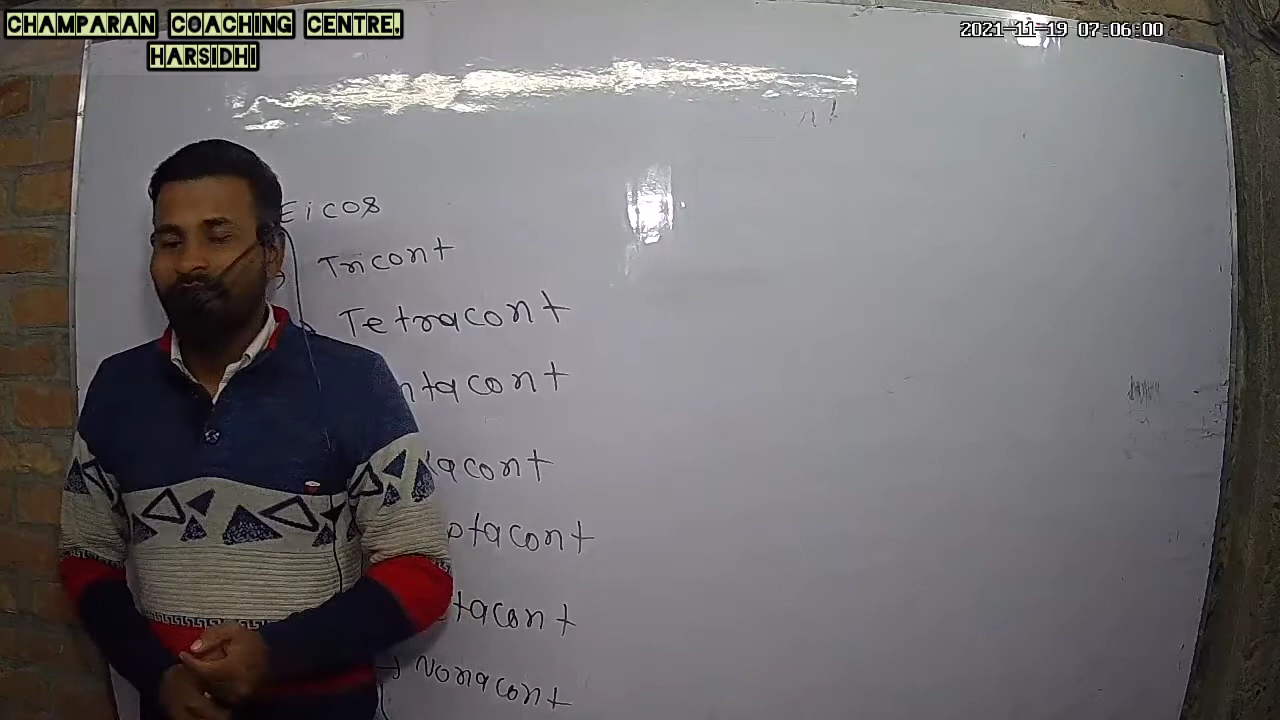 CHAMPARAN COACHING CENTRE,
HARSIDHI
2021-11-19 07:06:00
Eicos
Tricont
Tetracont
ntacont
acont
ptacont
tacont
→ Nonacont